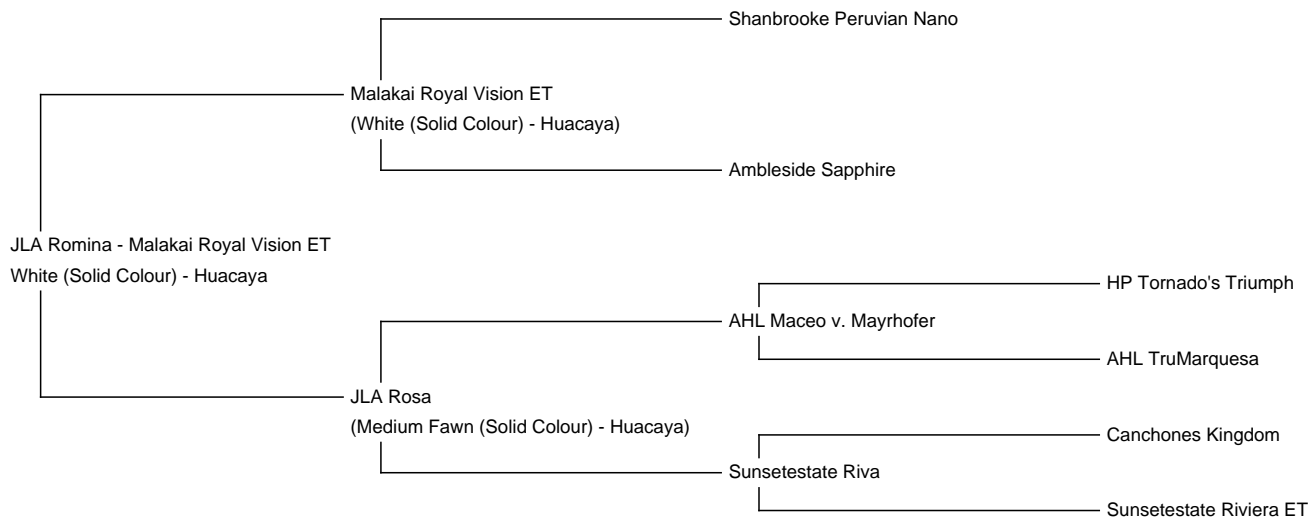 Shanbrooke Peruvian Nano
Malakai Royal Vision ET
(White (Solid Colour) - Huacaya)
Ambleside Sapphire
JLA Romina - Malakai Royal Vision ET
White (Solid Colour) - Huacaya
HP Tornado's Triumph
AHL Maceo v. Mayrhofer
AHL TruMarquesa
JLA Rosa
(Medium Fawn (Solid Colour) - Huacaya)
Canchones Kingdom
Sunsetestate Riva
Sunsetestate Riviera ET